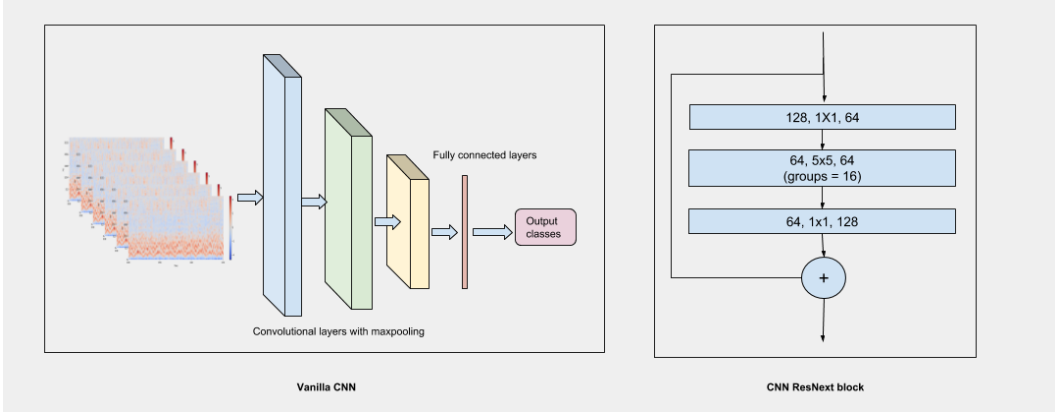 Fully connected layers
Output
classes
Convolutional layers with maxpooling
Vanilla CNN
128, 1X1, 64
64, 5x5, 64
(groups = 16)
64, 1x1, 128
+
CNN ResNext block